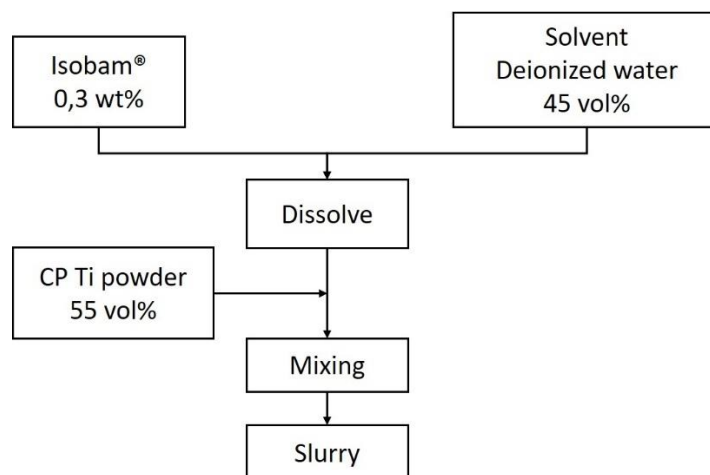 Isobam®
0,3 wt%
Solvent
Deionized water
45 vol%
Dissolve
CP Ti powder
55 vol%
Mixing
Slurry